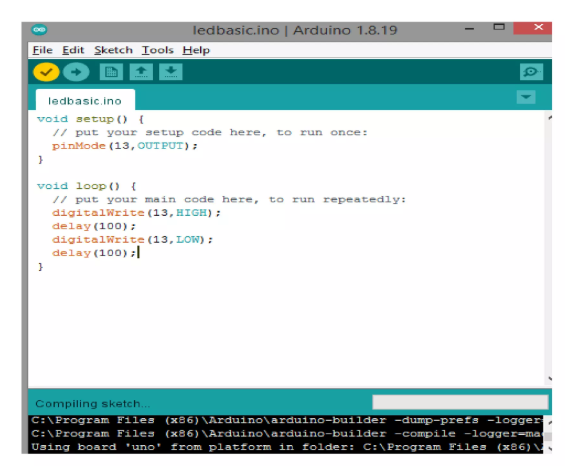 ledbasic.ino | Arduino 1.8.19
File Edit Sketch Tools Help
ledbasic.ino
void setup() {
// put your setup code here, to run once:
pinMode(13,OUTPUT);
}
void loop() {
// put your main code here, to run repeatedly:
digitalWrite(13,HIGH);
delay(100);
digitalWrite(13,LOW);
delay(100);
}
Compiling sketch...
C:\Program Files (x86)\Arduino\arduino-builder -dump-prefs -logger
C:\Program Files (x86)\Arduino\arduino-builder -compile -logger=ma
Using board 'uno' from platform in folder: C:\Program Files (x86)\